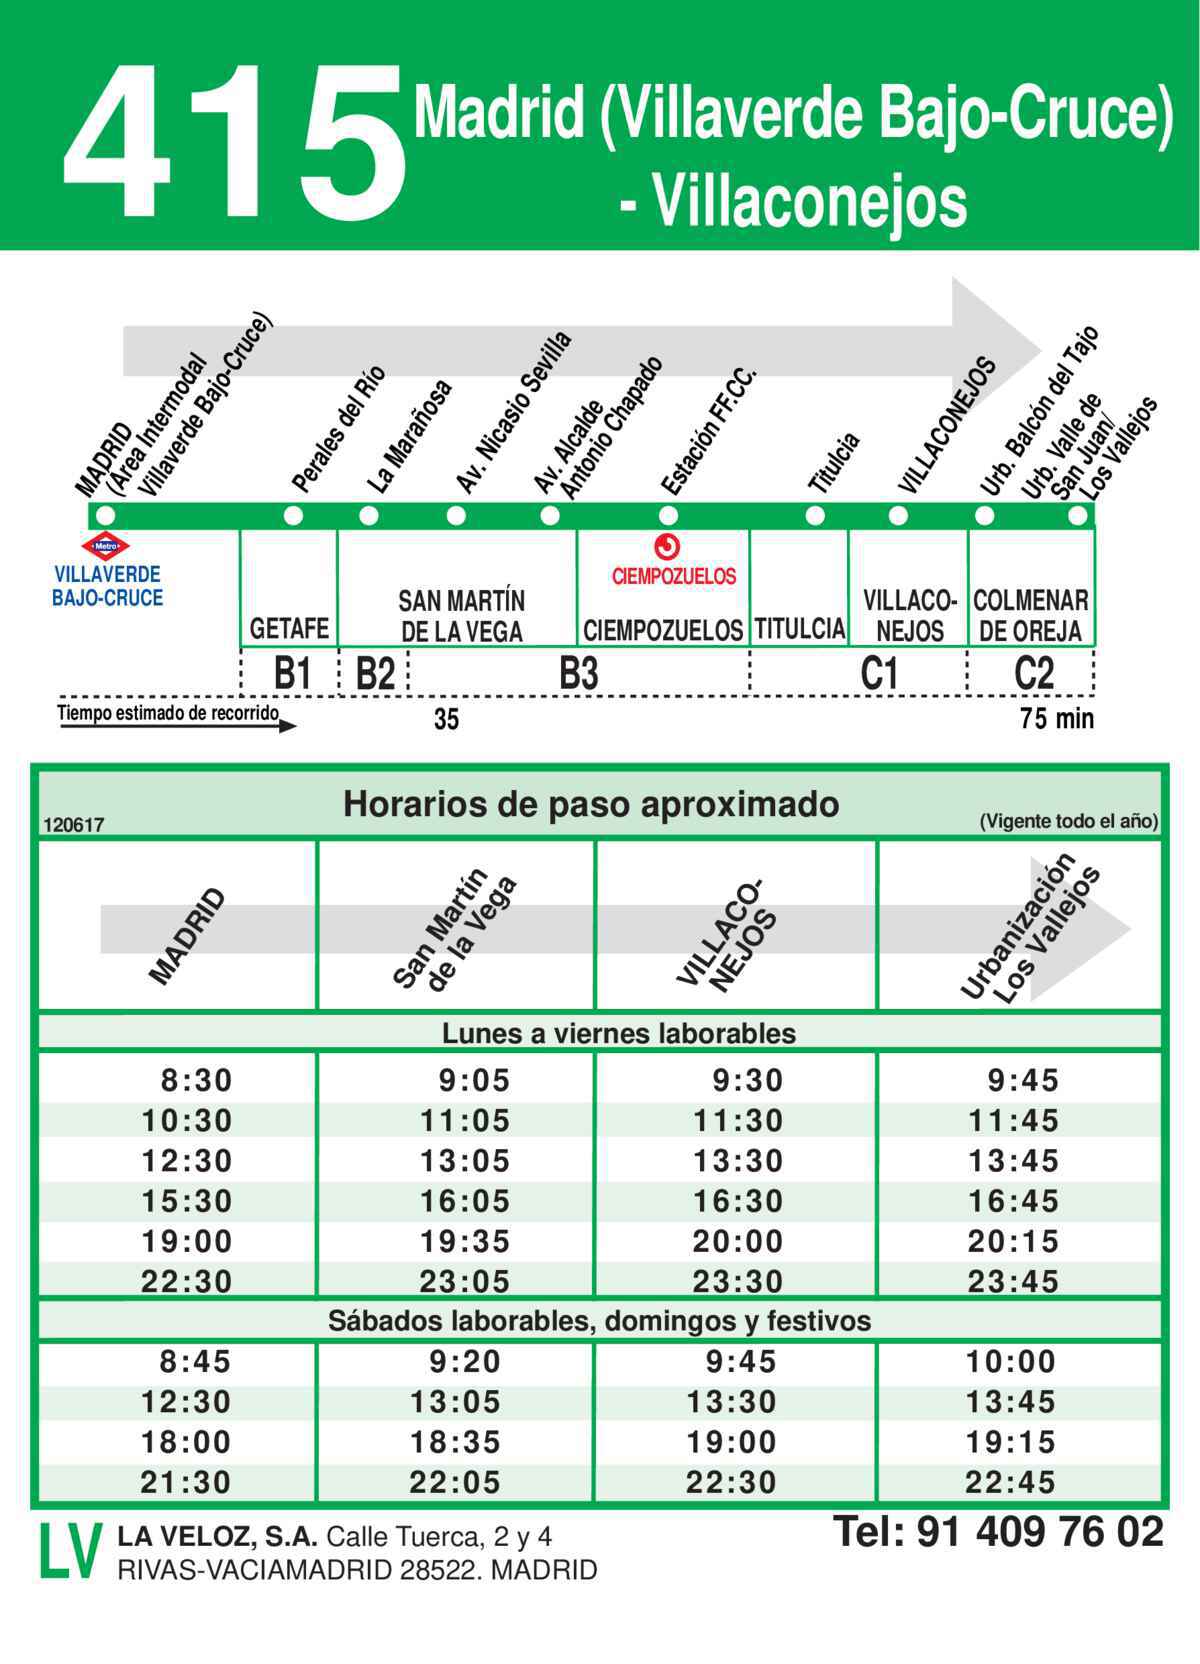 415
Madrid (Villaverde Bajo-Cruce)
- Villaconejos
MADRID
(Area Intermodal
Villaverde Bajo-Cruce)
Perales del Río
La Marañosa
Av. Nicasio Sevilla
Av. Alcalde
Antonio Chapado
Estación FF.CC.
Titulcia
VILLACONEJOS
Urb. Balcón del Tajo
Urb. Valle de
San Juan/
Los Vallejos
Metro
VILLAVERDE
BAJO-CRUCE
CIEMPOZUELOS
GETAFE
SAN MARTÍN
DE LA VEGA
CIEMPOZUELOS
TITULCIA
VILLACO-
NEJOS
COLMENAR
DE OREJA
B1 B2 B3 C1 C2
Tiempo estimado de recorrido 35 75 min
Horarios de paso aproximado
120617
(Vigente todo el año)
MADRID
San Martín
de la Vega
VILLACO-
NEJOS
Urbanización
Los Vallejos
Lunes a viernes laborables
8:30 9:05 9:30 9:45
10:30 11:05 11:30 11:45
12:30 13:05 13:30 13:45
15:30 16:05 16:30 16:45
19:00 19:35 20:00 20:15
22:30 23:05 23:30 23:45
Sábados laborables, domingos y festivos
8:45 9:20 9:45 10:00
12:30 13:05 13:30 13:45
18:00 18:35 19:00 19:15
21:30 22:05 22:30 22:45
LV
LA VELOZ, S.A. Calle Tuerca, 2 y 4
RIVAS-VACIAMADRID 28522. MADRID
Tel: 91 409 76 02